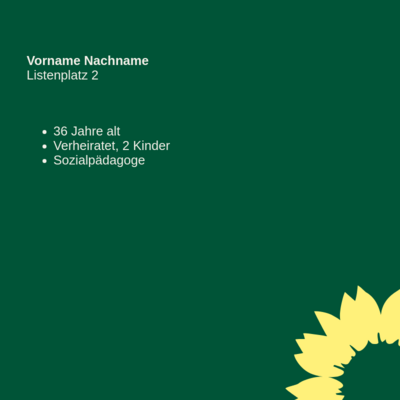 Vorname Nachname
Listenplatz 2
36 Jahre alt
Verheiratet, 2 Kinder
Sozialpädagoge